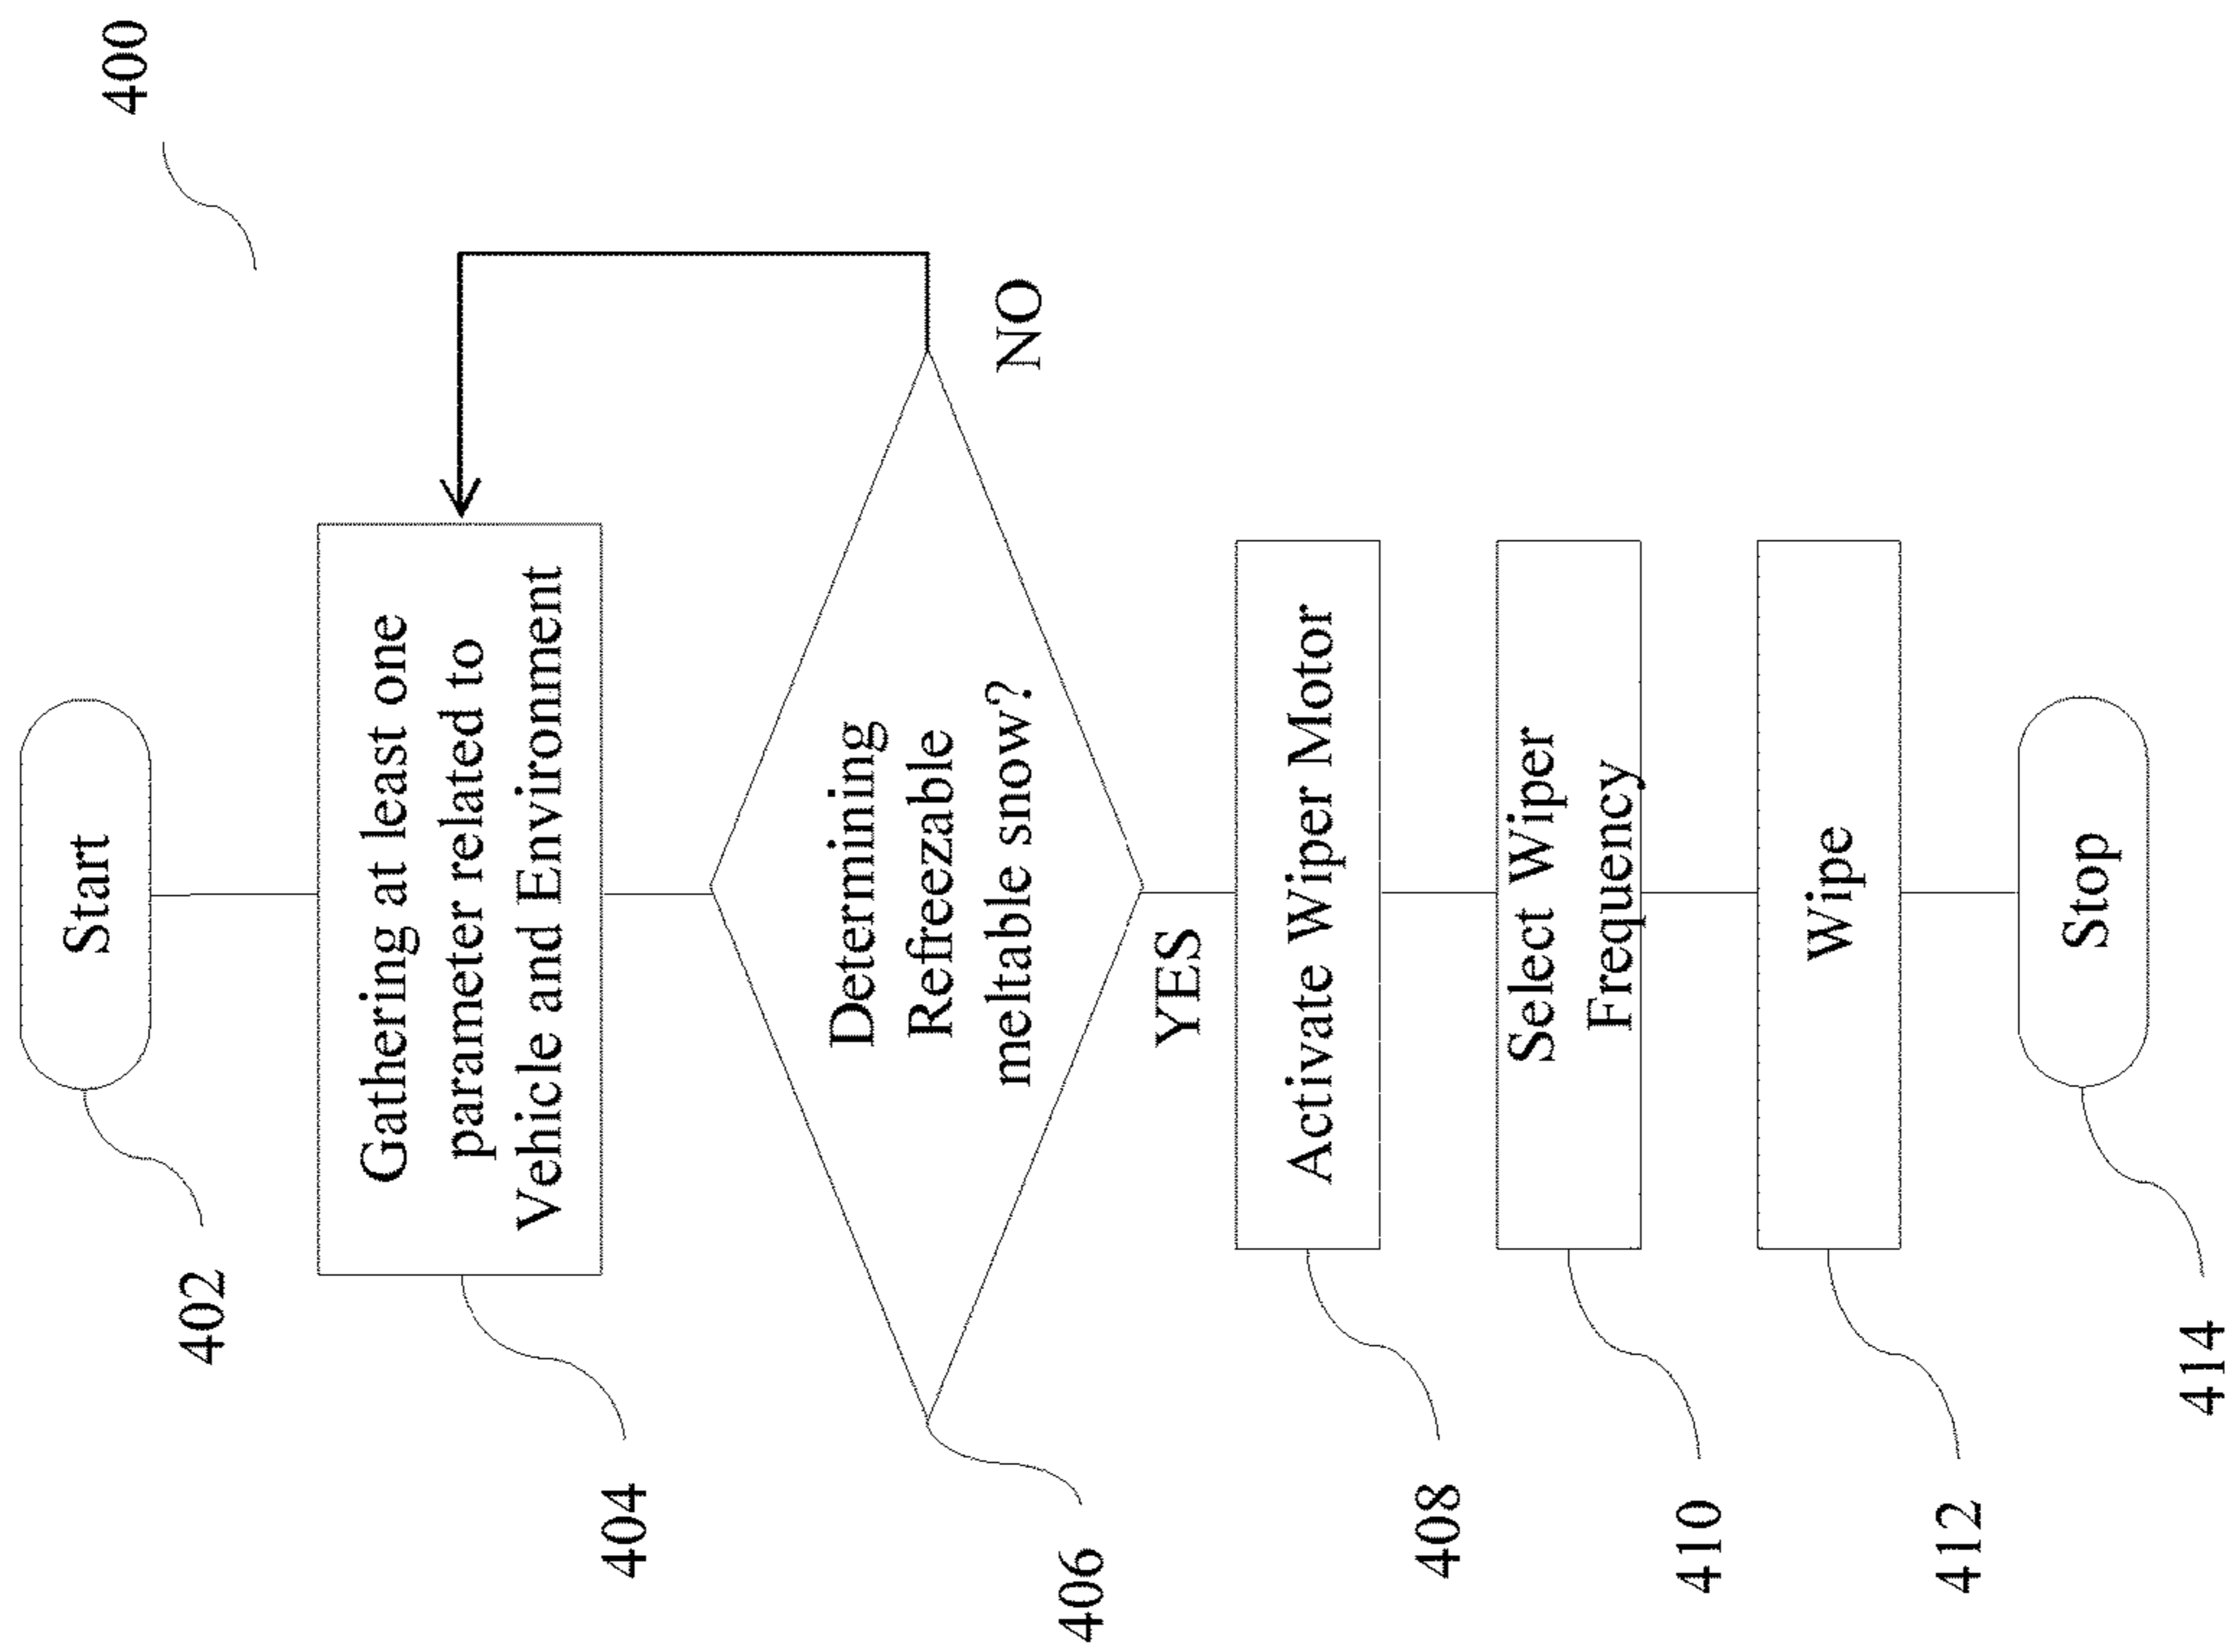 400
Start
402
Gathering at least one
parameter related to
Vehicle and Environment
404
Determining
Refreezable
meltable snow?
406
NO
YES
Activate Wiper Motor
408
Select Wiper
Frequency
410
Wipe
412
Stop
414